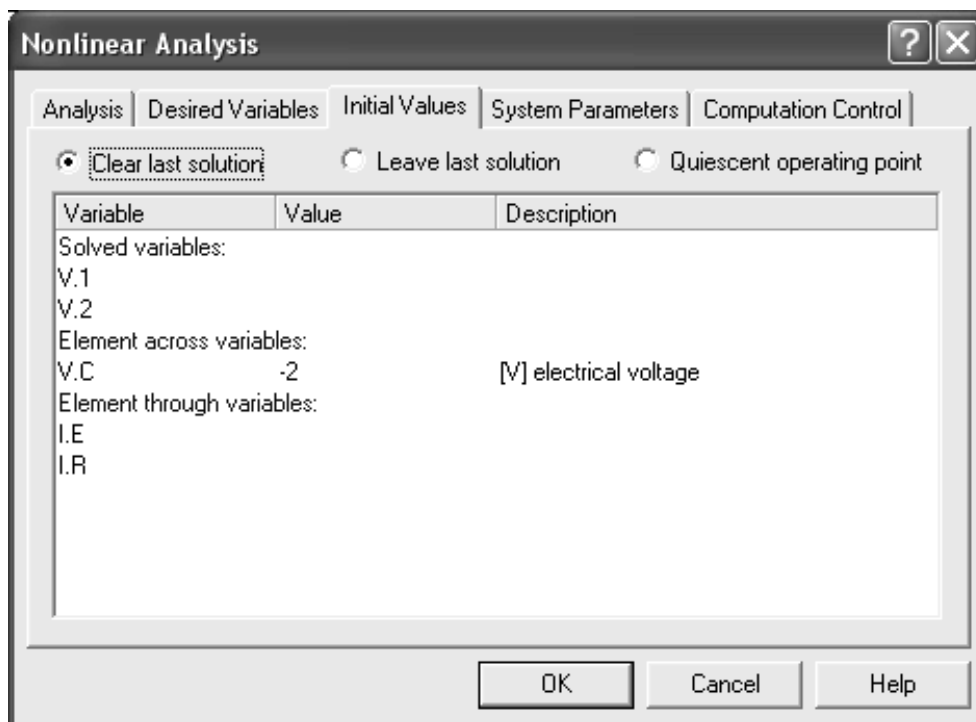 Nonlinear Analysis
Analysis Desired Variables Initial Values System Parameters Computation Control
Clear last solution Leave last solution Quiescent operating point
Variable Value Description
Solved variables:
V.1
V.2
Element across variables:
V.C -2 [V] electrical voltage
Element through variables:
I.E
I.R
OK Cancel Help